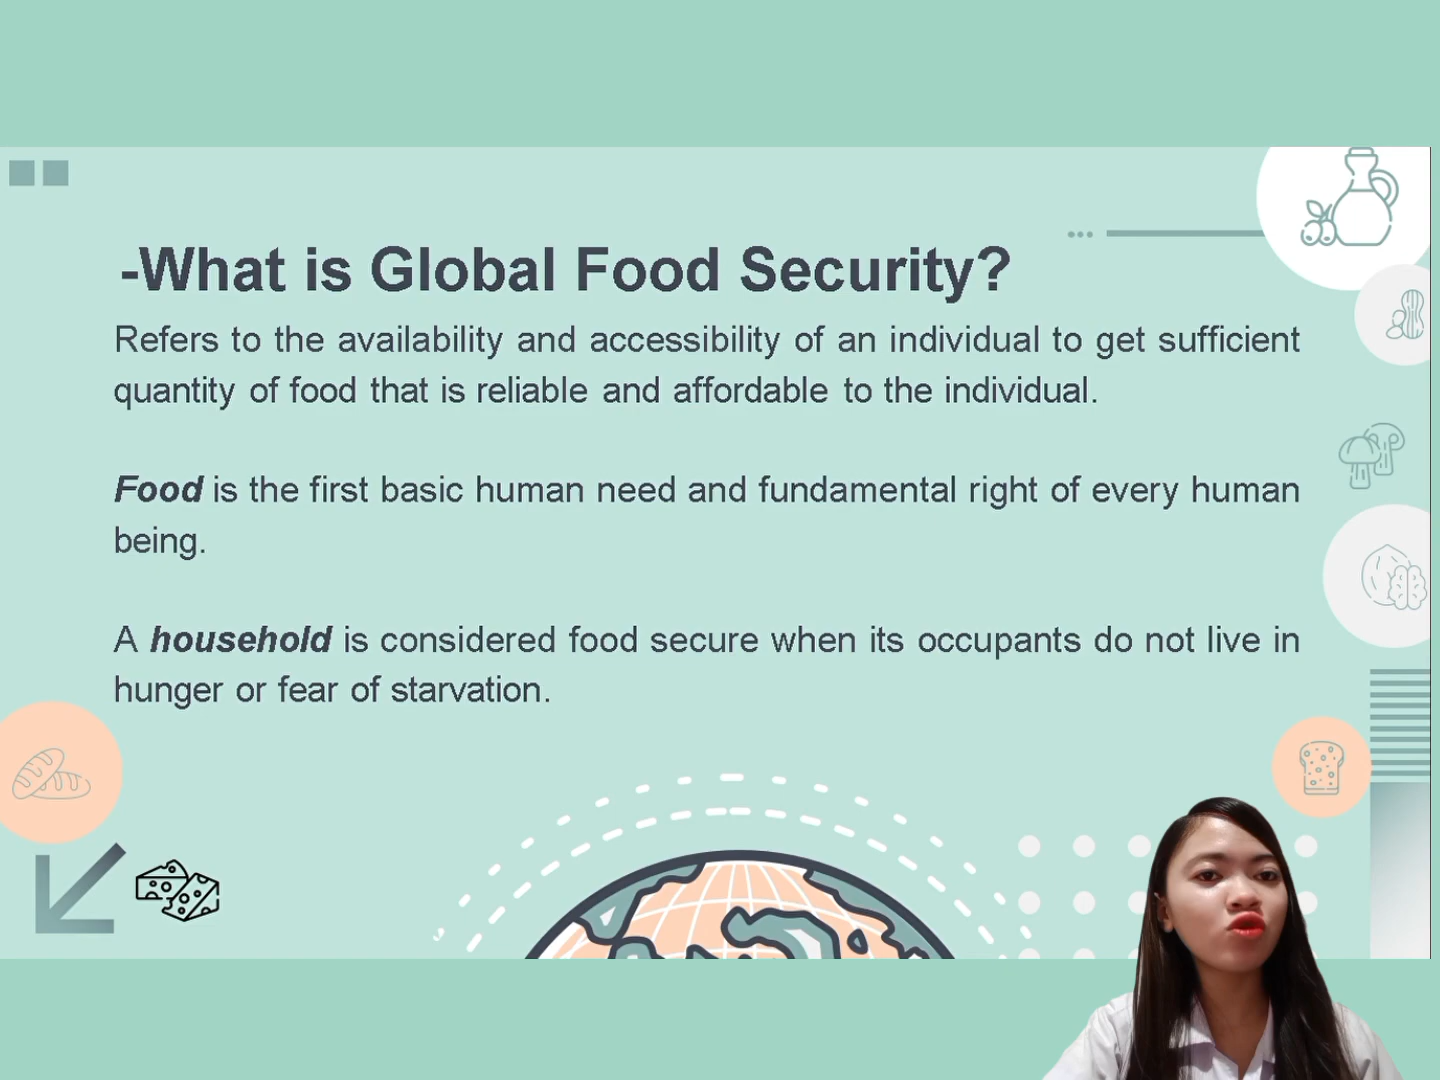 -What is Global Food Security?
Refers to the availability and accessibility of an individual to get sufficient
quantity of food that is reliable and affordable to the individual.
Food is the first basic human need and fundamental right of every human
being.
A household is considered food secure when its occupants do not live in
hunger or fear of starvation.